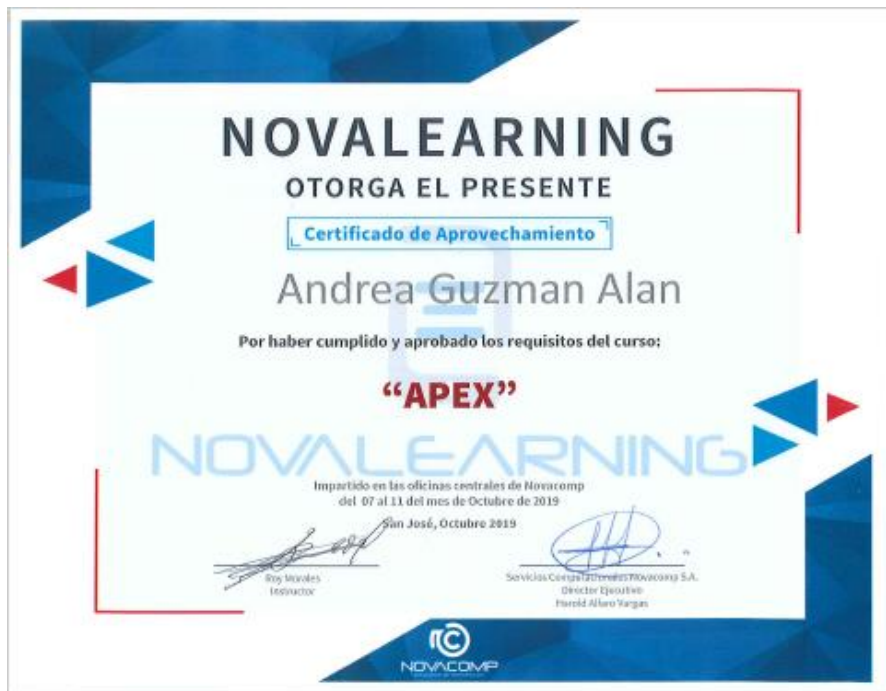 NOVALEARNING
OTORGA EL PRESENTE
Certificado de Aprovechamiento
Andrea Guzman Alan
Por haber cumplido y aprobado los requisitos del curso:
“APEX”
NOVALEARNING
Impartido en las oficinas centrales de Novacomp
del 07 al 11 del mes de Octubre de 2019
San José, Octubre 2019
Roy Morales
Instructor
Servicios Computacionales Novacomp S.A.
Director Ejecutivo
Harold Alfaro Vargas
NOVACOMP